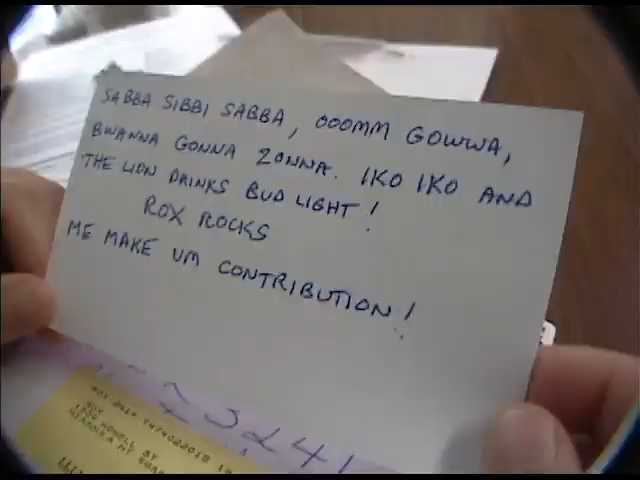 SABBA SIBBI SABBA, OOOMM GOWWA,
BWANNA GONNA ZONNA. IKO IKO AND
THE LION DRINKS BUD LIGHT!
ROX ROCKS
ME MAKE UM CONTRIBUTION!